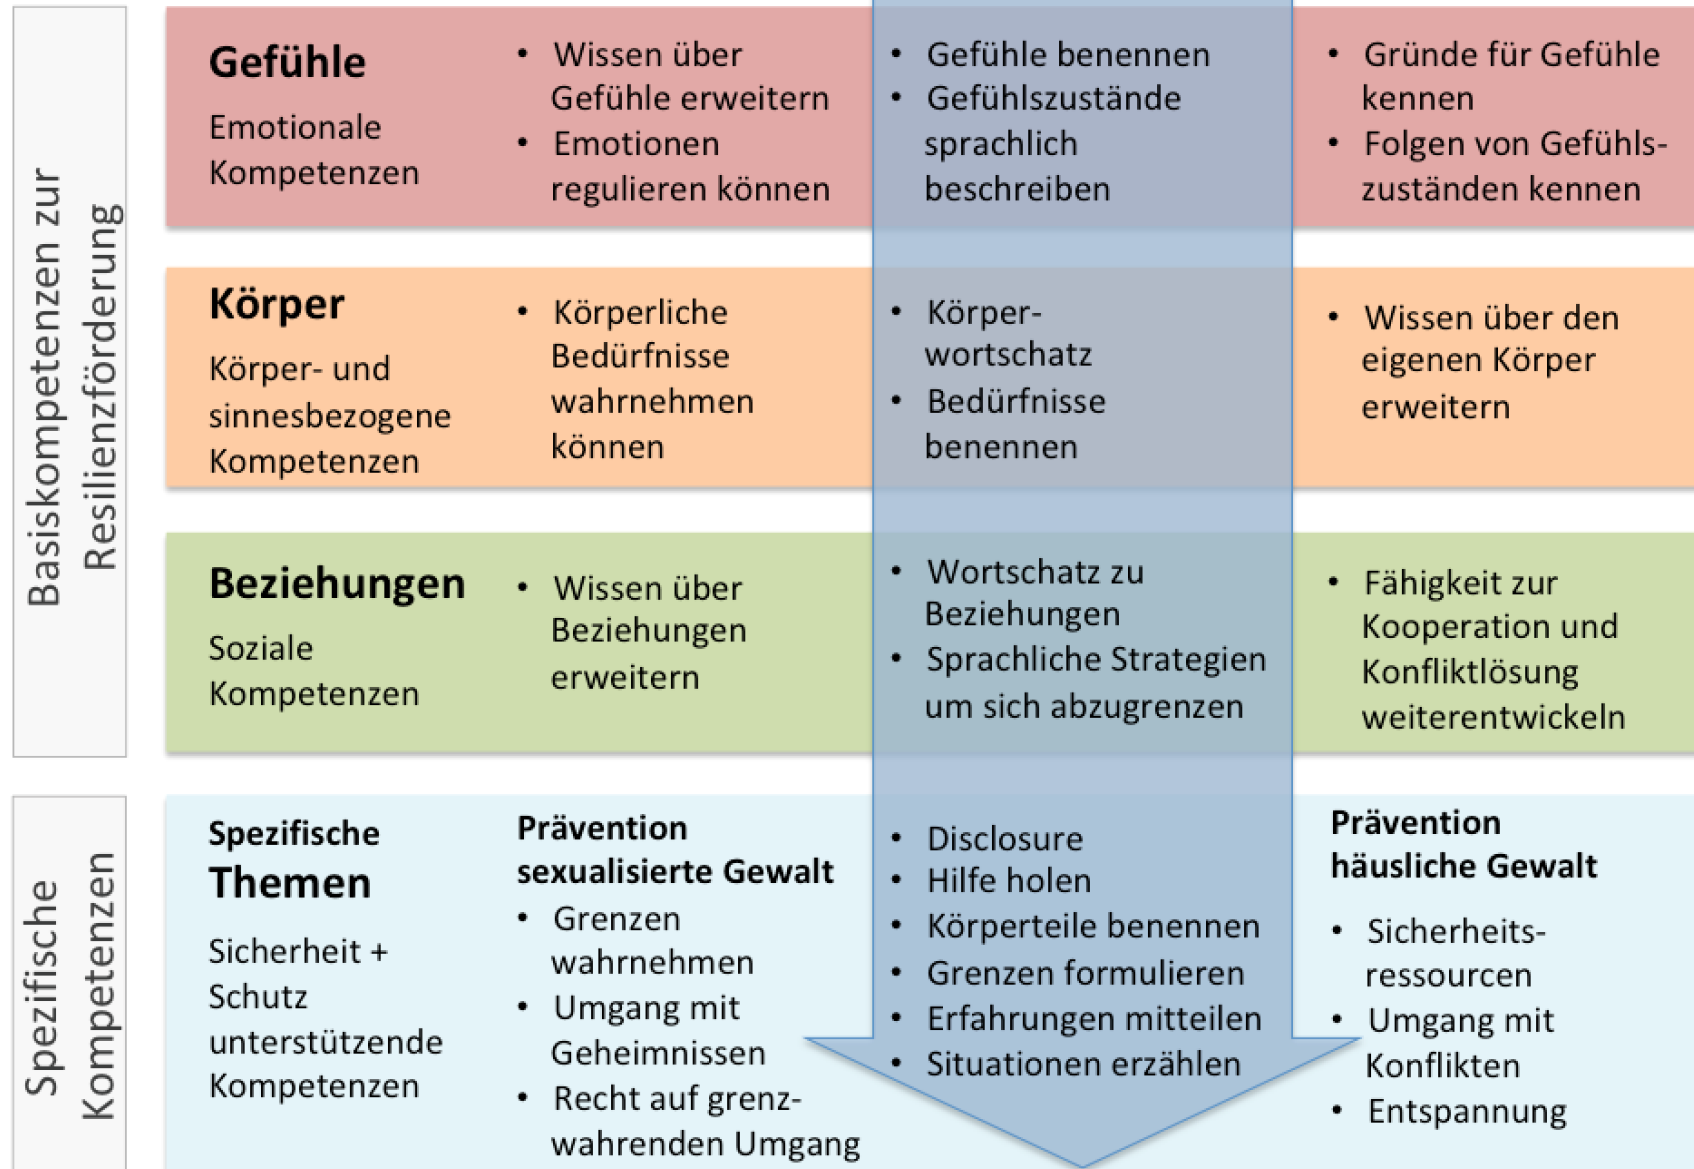 Basiskompetenzen zur
Resilienzförderung
Gefühle
Emotionale
Kompetenzen
• Wissen über
Gefühle erweitern
• Emotionen
regulieren können
• Gefühle benennen
• Gefühlszustände
sprachlich
beschreiben
• Gründe für Gefühle
kennen
• Folgen von Gefühls-
zuständen kennen
Körper
Körper- und
sinnesbezogene
Kompetenzen
• Körperliche
Bedürfnisse
wahrnehmen
können
• Körper-
wortschatz
• Bedürfnisse
benennen
• Wissen über den
eigenen Körper
erweitern
Beziehungen
Soziale
Kompetenzen
• Wissen über
Beziehungen
erweitern
• Wortschatz zu
Beziehungen
• Sprachliche Strategien
um sich abzugrenzen
• Fähigkeit zur
Kooperation und
Konfliktlösung
weiterentwickeln
Spezifische
Kompetenzen
Spezifische
Themen
Sicherheit +
Schutz
unterstützende
Kompetenzen
Prävention
sexualisierte Gewalt
• Grenzen
wahrnehmen
• Umgang mit
Geheimnissen
• Recht auf grenz-
wahrenden Umgang
• Disclosure
• Hilfe holen
• Körperteile benennen
• Grenzen formulieren
• Erfahrungen mitteilen
• Situationen erzählen
Prävention
häusliche Gewalt
• Sicherheits-
ressourcen
• Umgang mit
Konflikten
• Entspannung